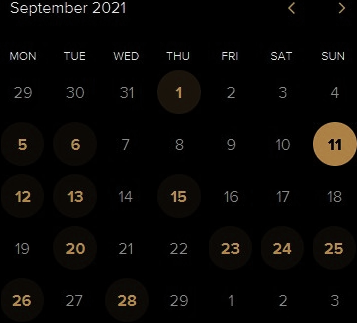 September 2021
MON TUE WED THU FRI SAT SUN
29 30 31 1 2 3 4
5 6 7 8 9 10 11
12 13 14 15 16 17 18
19 20 21 22 23 24 25
26 27 28 29 1 2 3